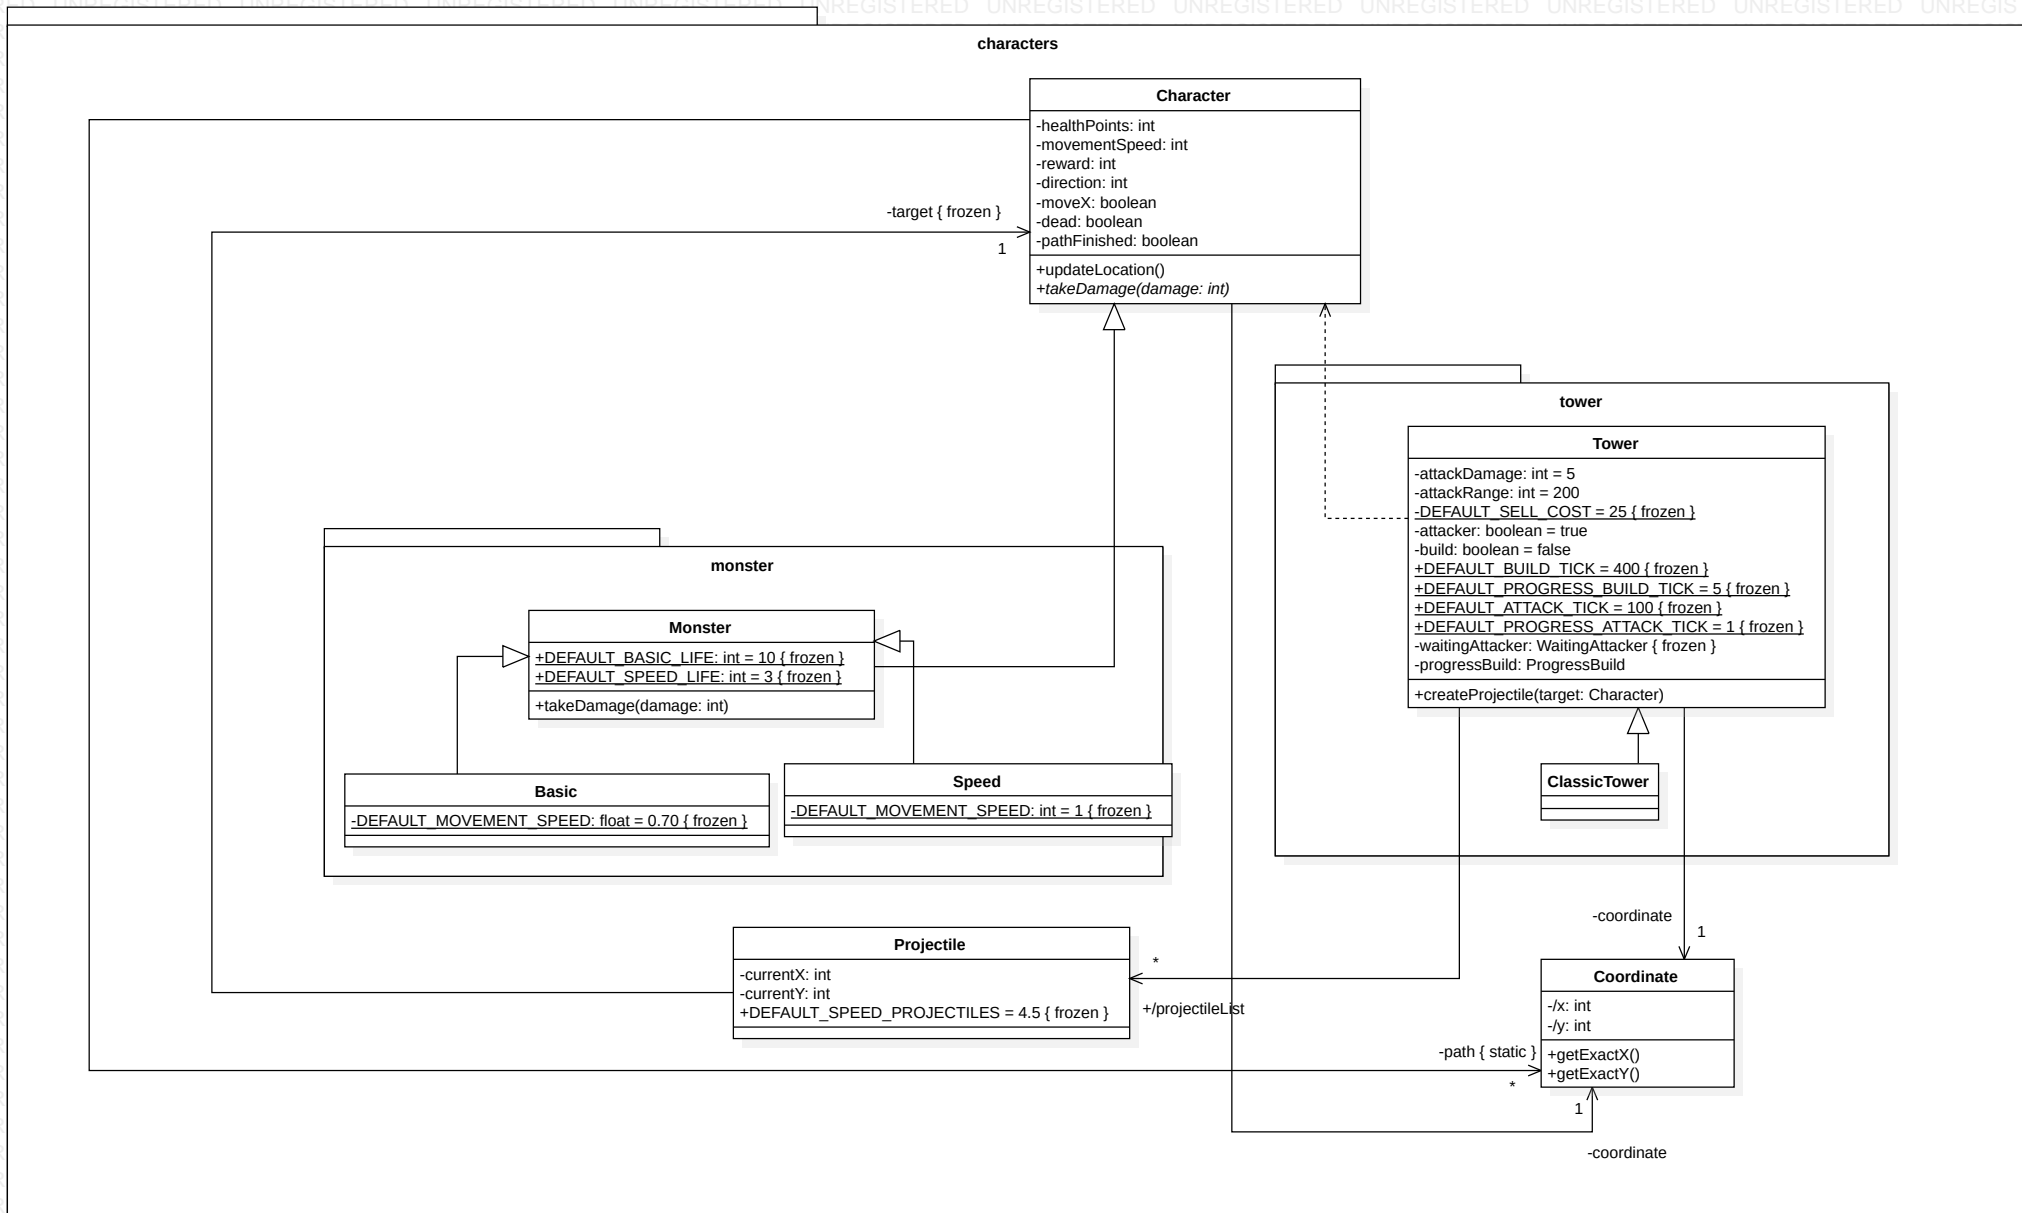 UNREGISTERED UNREGISTERED UNREGISTERED UNREGISTERED UNREGISTERED UNREGISTERED UNREGISTERED UNREGISTERED UNREGISTERED
characters
Character
-healthPoints: int
-movementSpeed: int
-reward: int
-direction: int
-moveX: boolean
-dead: boolean
-pathFinished: boolean
+updateLocation()
+takeDamage(damage: int)
-target { frozen }
1
tower
Tower
-attackDamage: int = 5
-attackRange: int = 200
-DEFAULT_SELL_COST = 25 { frozen }
-attacker: boolean = true
-build: boolean = false
+DEFAULT_BUILD_TICK = 400 { frozen }
+DEFAULT_PROGRESS_BUILD_TICK = 5 { frozen }
+DEFAULT_ATTACK_TICK = 100 { frozen }
+DEFAULT_PROGRESS_ATTACK_TICK = 1 { frozen }
-waitingAttacker: WaitingAttacker { frozen }
-progressBuild: ProgressBuild
+createProjectile(target: Character)
ClassicTower
monster
Monster
+DEFAULT_BASIC_LIFE: int = 10 { frozen }
+DEFAULT_SPEED_LIFE: int = 3 { frozen }
+takeDamage(damage: int)
Basic
-DEFAULT_MOVEMENT_SPEED: float = 0.70 { frozen }
Speed
-DEFAULT_MOVEMENT_SPEED: int = 1 { frozen }
Projectile
-currentX: int
-currentY: int
+DEFAULT_SPEED_PROJECTILES = 4.5 { frozen }
*
+/projectileList
-coordinate
1
Coordinate
-/x: int
-/y: int
+getExactX()
+getExactY()
-path { static }
*
1
-coordinate